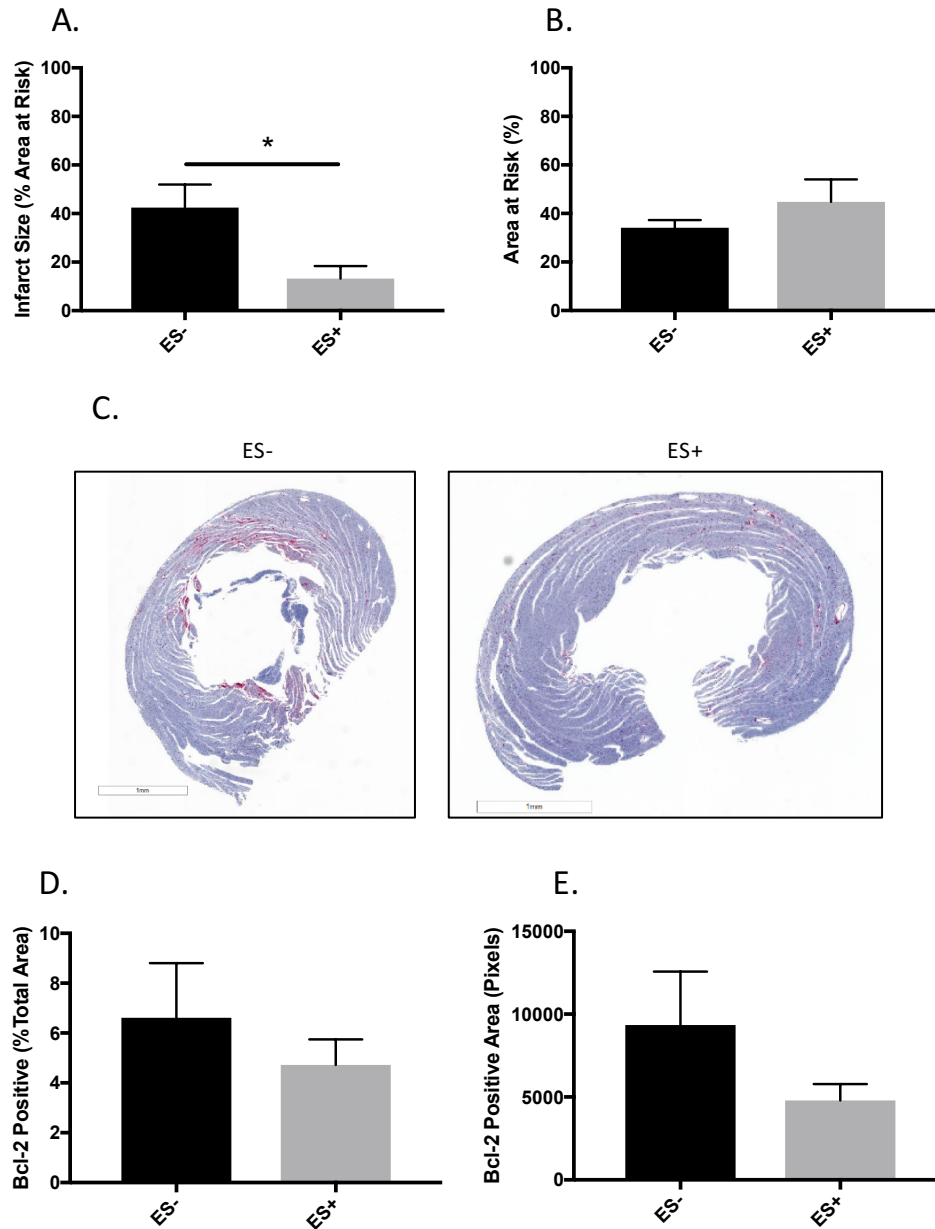 A.
Infarct Size (% Area at Risk)
100
80
60
40
20
0
*
ES-
ES+
B.
Area at Risk (%)
100
80
60
40
20
0
ES-
ES+
C.
ES-
ES+
1mm
1mm
D.
Bcl-2 Positive (%Total Area)
10
8
6
4
2
0
ES-
ES+
E.
Bcl-2 Positive Area (Pixels)
15000
10000
5000
0
ES-
ES+